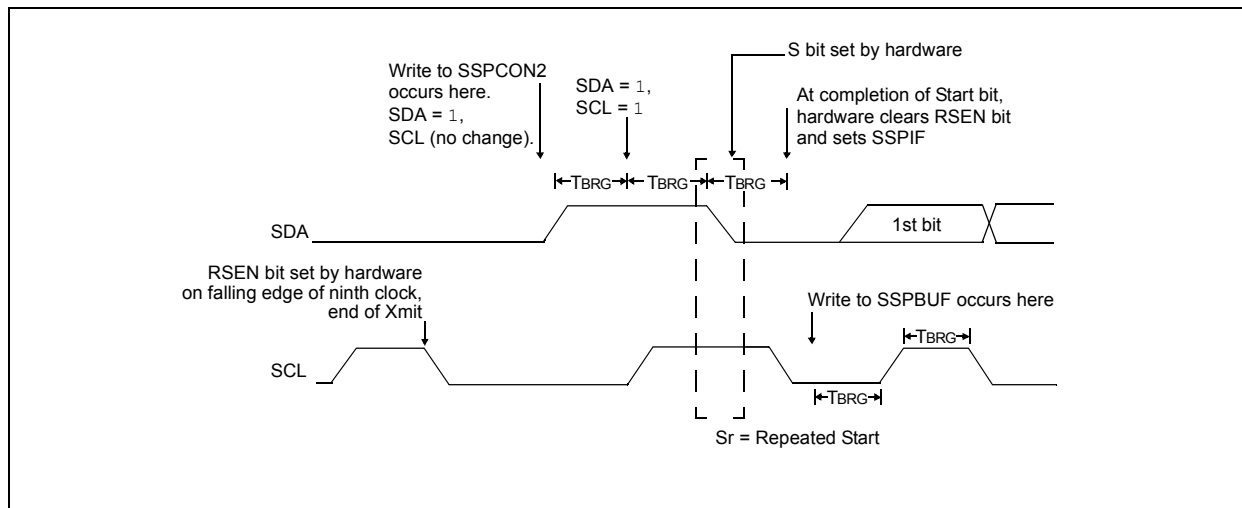 S bit set by hardware
Write to SSPCON2
occurs here.
SDA = 1,
SCL (no change).
SDA = 1,
SCL = 1
At completion of Start bit,
hardware clears RSEN bit
and sets SSPIF
TBRG
TBRG
TBRG
SDA
1st bit
RSEN bit set by hardware
on falling edge of ninth clock,
end of Xmit
Write to SSPBUF occurs here
TBRG
SCL
TBRG
Sr = Repeated Start